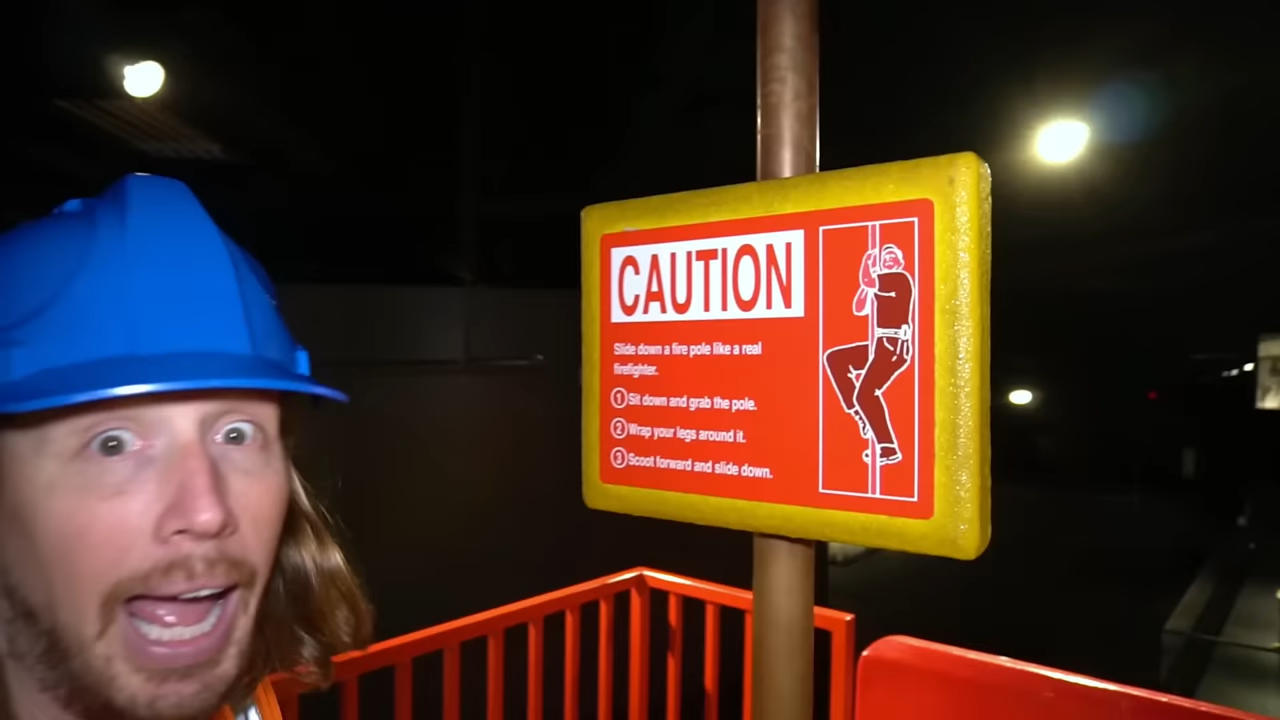 CAUTION
Slide down a fire pole like a real
firefighter.
1 Sit down and grab the pole.
2 Wrap your legs around it.
3 Scoot forward and slide down.